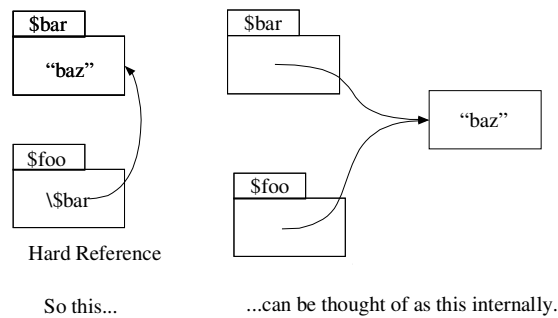 $bar
“baz”
$foo
\$bar
Hard Reference
So this...
$bar
“baz”
$foo
...can be thought of as this internally.